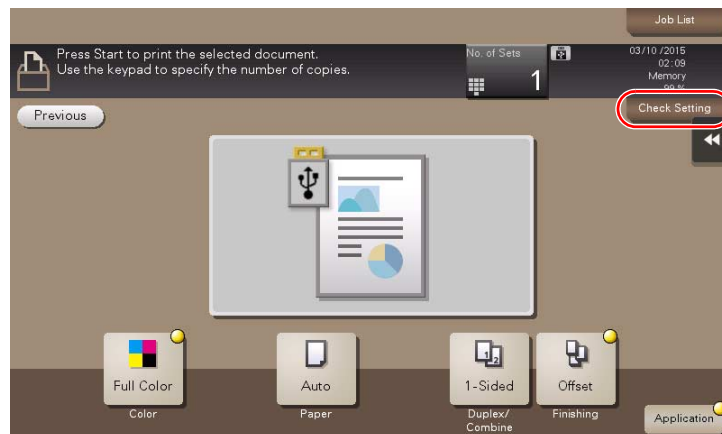 Job List
Press Start to print the selected document.
Use the keypad to specify the number of copies.
No. of Sets
1
03/10 /2015
02:09
Memory
99 %
Check Setting
Previous
Full Color
Auto
1-Sided
Offset
Color
Paper
Duplex/
Combine
Finishing
Application